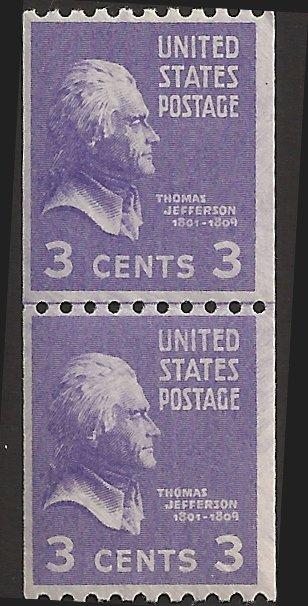 UNITED
STATES
POSTAGE
THOMAS
JEFFERSON
1801-1809
3 CENTS 3
UNITED
STATES
POSTAGE
THOMAS
JEFFERSON
1801-1809
3 CENTS 3